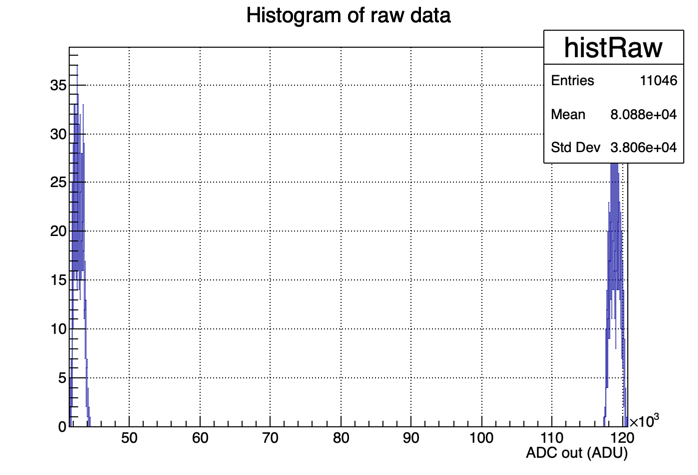 Histogram of raw data
histRaw
Entries 11046
Mean 8.088e+04
Std Dev 3.806e+04
35
30
25
20
15
10
5
0
50 60 70 80 90 100 110 120
×10³
ADC out (ADU)